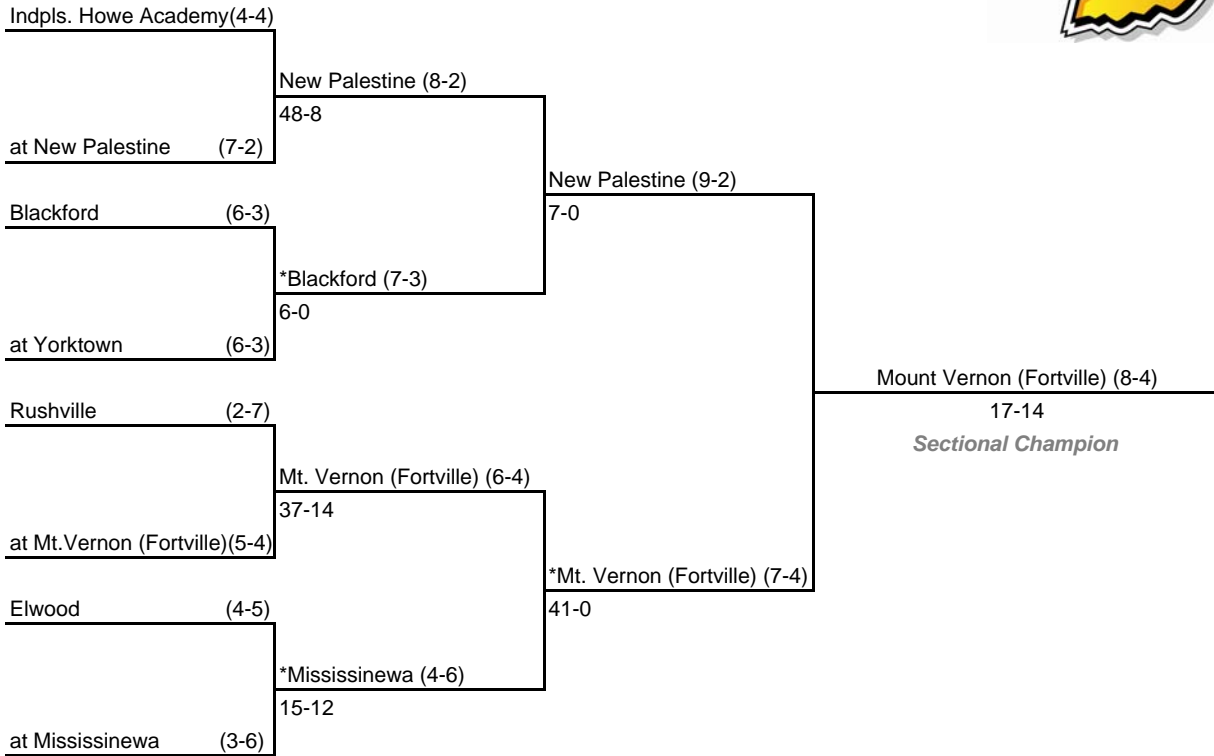 Indpls. Howe Academy(4-4)
New Palestine (8-2)
48-8
at New Palestine (7-2)
New Palestine (9-2)
7-0
Blackford (6-3)
*Blackford (7-3)
6-0
at Yorktown (6-3)
Mount Vernon (Fortville) (8-4)
17-14
Sectional Champion
Rushville (2-7)
Mt. Vernon (Fortville) (6-4)
37-14
at Mt.Vernon (Fortville)(5-4)
*Mt. Vernon (Fortville) (7-4)
41-0
Elwood (4-5)
*Mississinewa (4-6)
15-12
at Mississinewa (3-6)